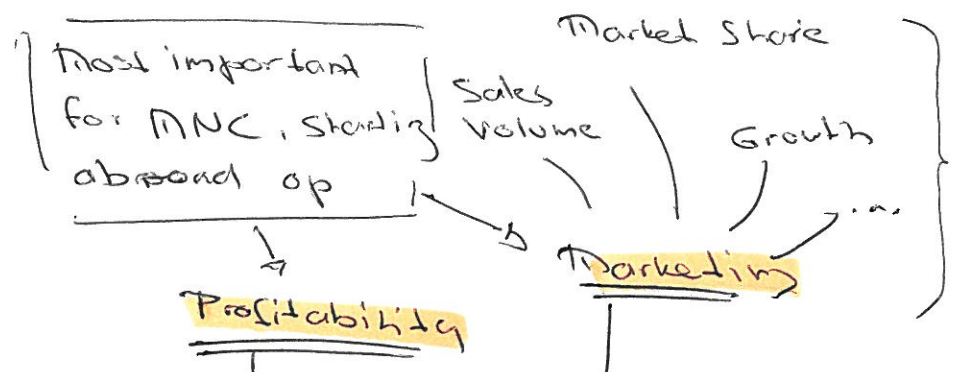 Market Share
Most important
for MNC, starting
abroad op
Sales
Volume
Growth
...
Marketing
Profitability